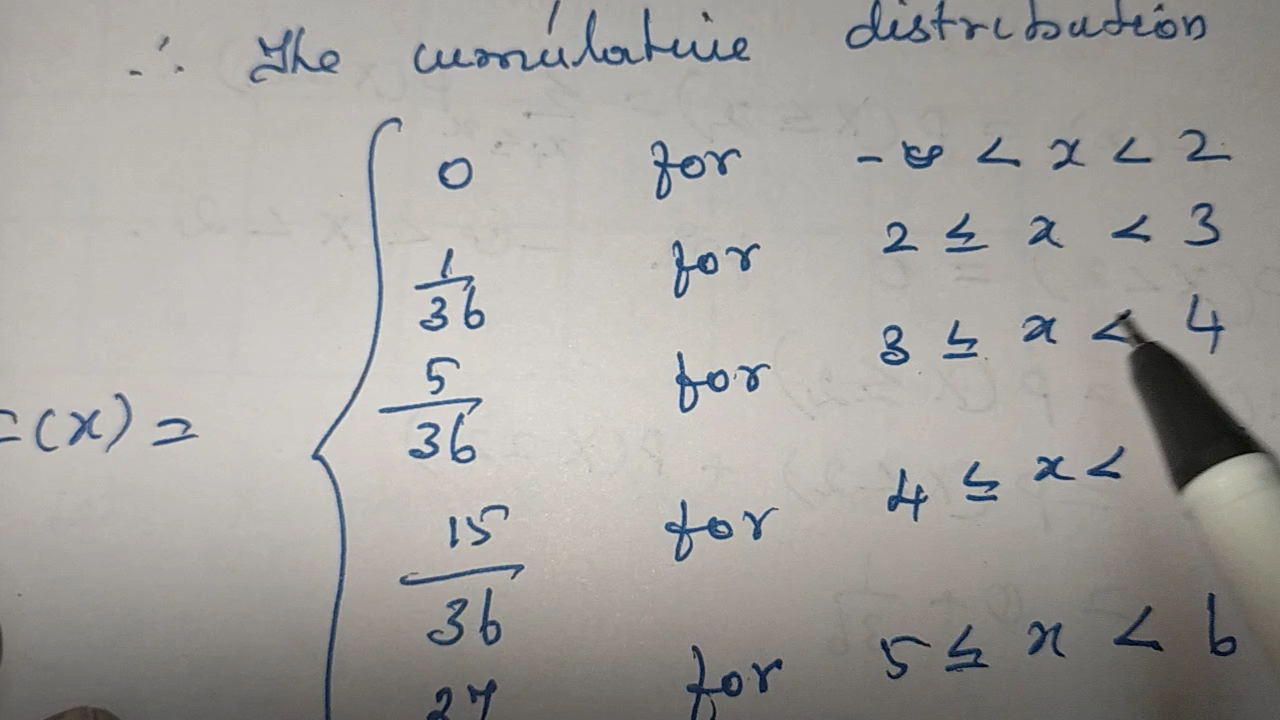 ∴ The cumulative distribution
0 for -∞ < x < 2
1/36 for 2 ≤ x < 3
5/36 for 3 ≤ x < 4
=(x) =
15/36 for 4 ≤ x <
27 for 5 ≤ x < 6